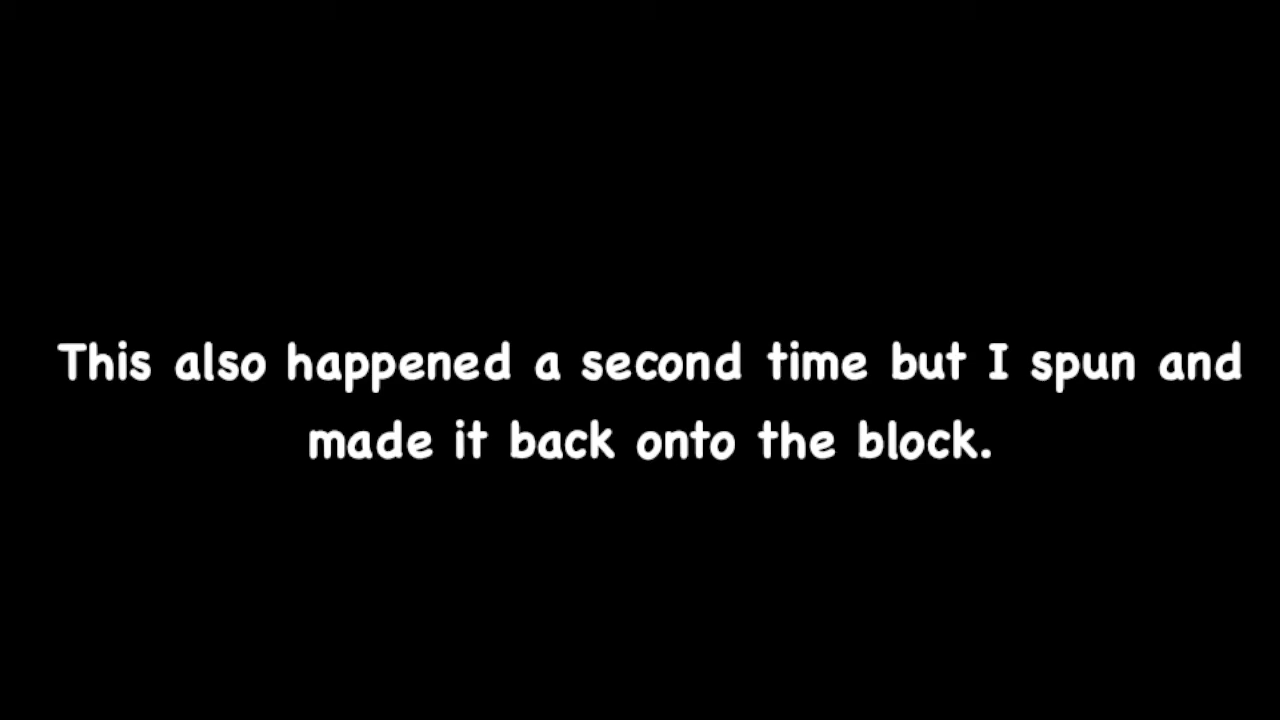 This also happened a second time but I spun and
made it back onto the block.